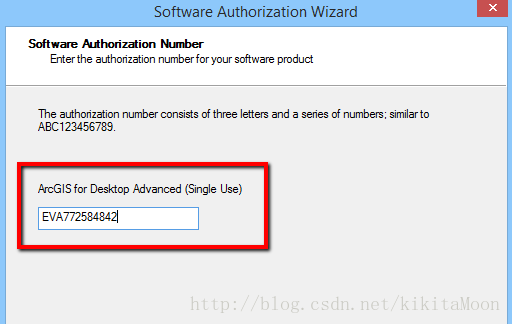 Software Authorization Wizard
Software Authorization Number
Enter the authorization number for your software product
The authorization number consists of three letters and a series of numbers; similar to
ABC123456789.
ArcGIS for Desktop Advanced (Single Use)
EVA772584842
http://blog.csdn.net/kikitaMoon